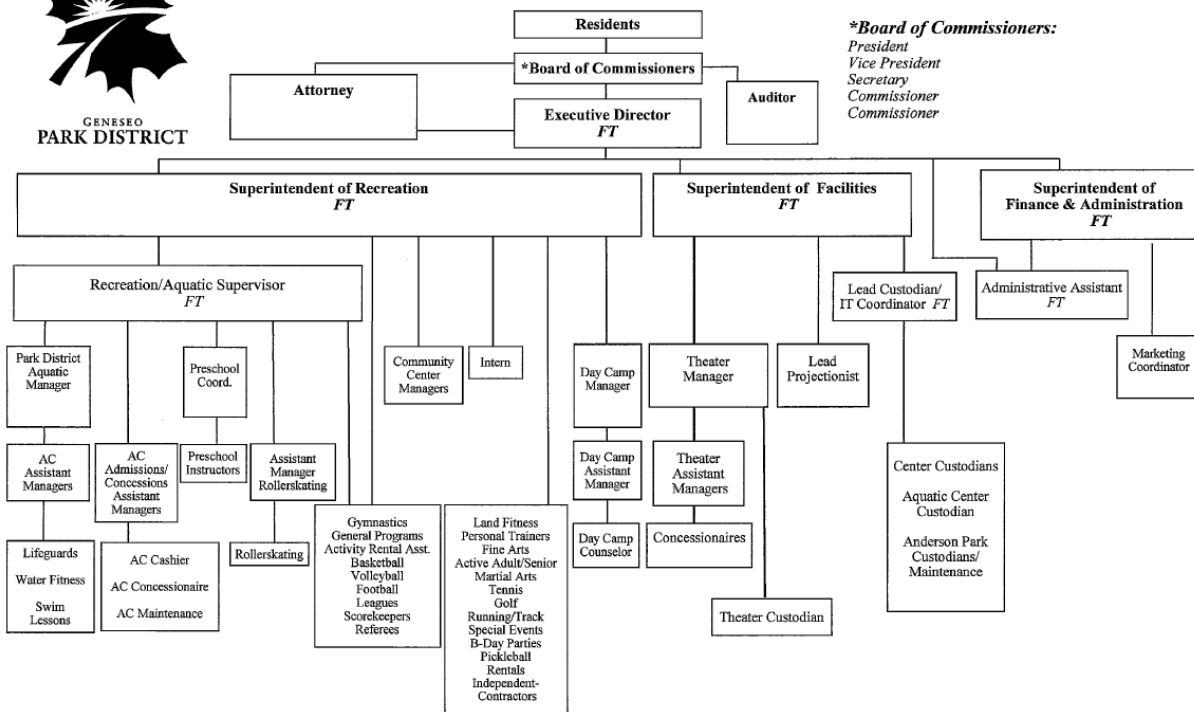 GENESEO
PARK DISTRICT
Residents
*Board of Commissioners
Attorney
Auditor
Executive Director
FT
*Board of Commissioners:
President
Vice President
Secretary
Commissioner
Commissioner
Superintendent of Recreation
FT
Superintendent of Facilities
FT
Superintendent of
Finance & Administration
FT
Recreation/Aquatic Supervisor
FT
Lead Custodian/
IT Coordinator FT
Administrative Assistant
FT
Park District
Aquatic
Manager
Preschool
Coord.
Community
Center
Managers
Intern
Day Camp
Manager
Theater
Manager
Lead
Projectionist
Marketing
Coordinator
AC
Assistant
Managers
AC
Admissions/
Concessions
Assistant
Managers
Preschool
Instructors
Assistant
Manager
Rollerskating
Day Camp
Assistant
Manager
Theater
Assistant
Managers
Center Custodians
Aquatic Center
Custodian
Anderson Park
Custodians/
Maintenance
Lifeguards
Water Fitness
Swim
Lessons
AC Cashier
AC Concessionaire
AC Maintenance
Rollerskating
Gymnastics
General Programs
Activity Rental Asst.
Basketball
Volleyball
Football
Leagues
Scorekeepers
Referees
Land Fitness
Personal Trainers
Fine Arts
Active Adult/Senior
Martial Arts
Tennis
Golf
Running/Track
Special Events
B-Day Parties
Pickleball
Rentals
Independent-
Contractors
Day Camp
Counselor
Concessionaires
Theater Custodian